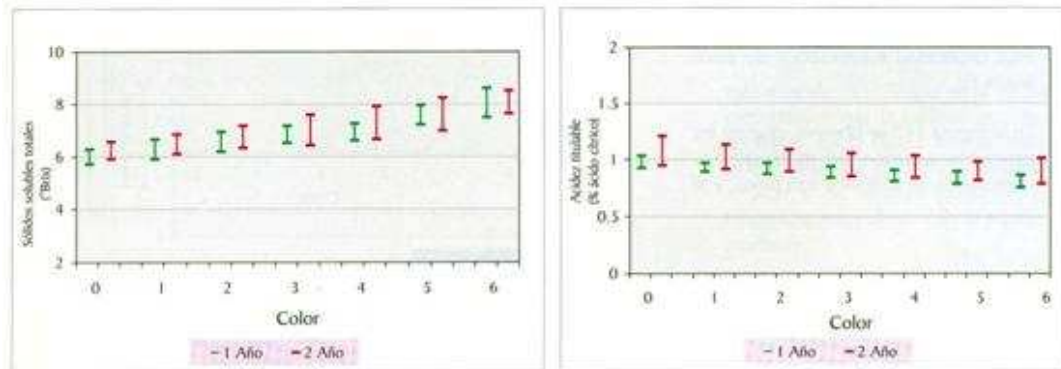 Sólidos solubles totales
(°Brix)
10
8
6
4
2
0 1 2 3 4 5 6
Color
1 Año 2 Año
Acidez titulable
(% ácido cítrico)
2
1.5
1
0.5
0
0 1 2 3 4 5 6
Color
1 Año 2 Año